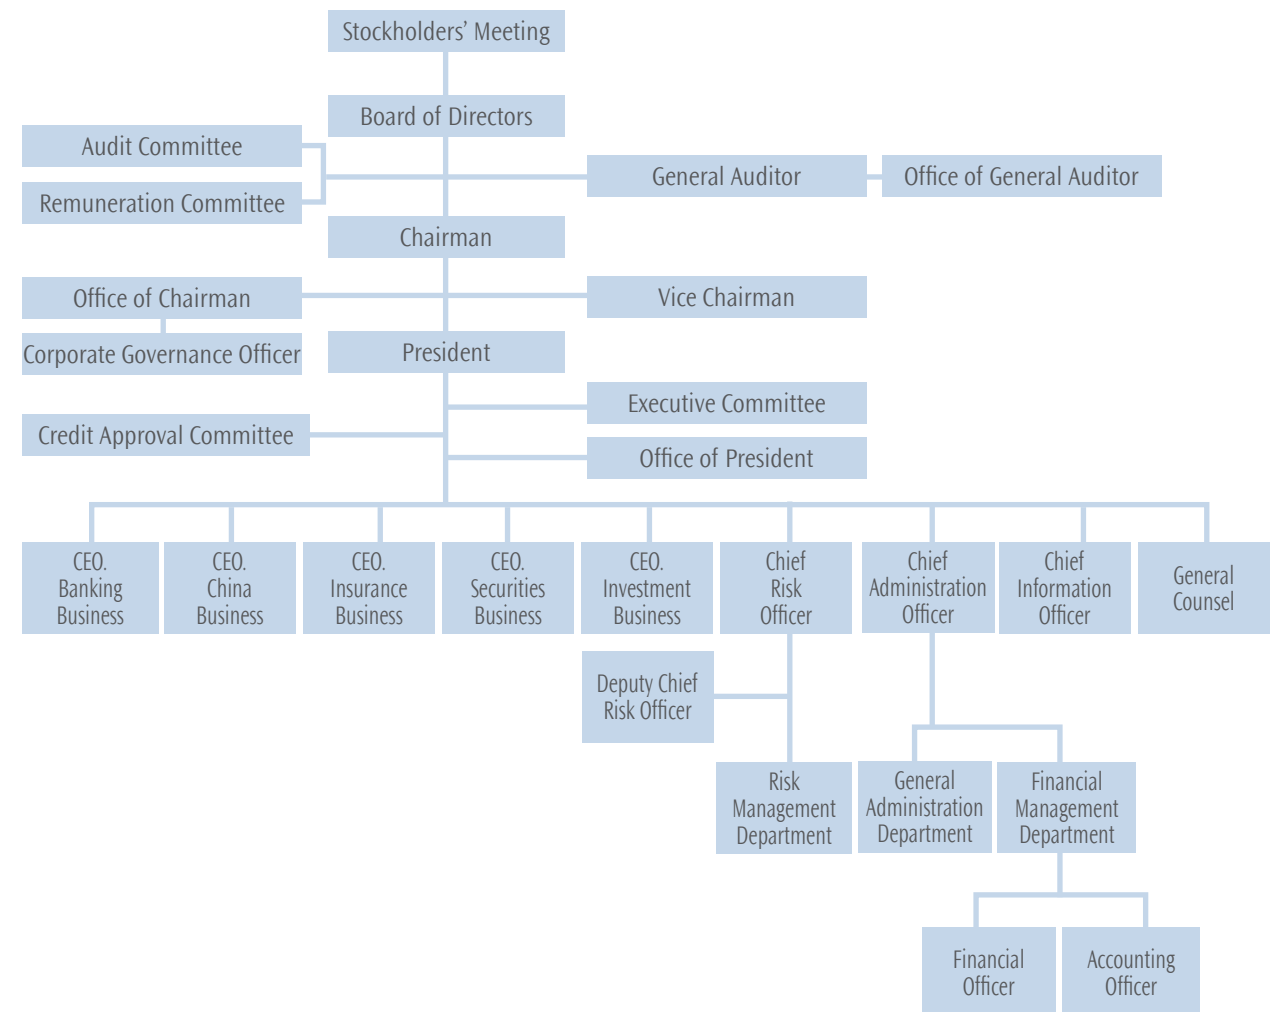 Stockholders’ Meeting
Board of Directors
Audit Committee
General Auditor
Office of General Auditor
Remuneration Committee
Chairman
Office of Chairman
Vice Chairman
Corporate Governance Officer
President
Executive Committee
Credit Approval Committee
Office of President
CEO.
Banking
Business
CEO.
China
Business
CEO.
Insurance
Business
CEO.
Securities
Business
CEO.
Investment
Business
Chief
Risk
Officer
Chief
Administration
Officer
Chief
Information
Officer
General
Counsel
Deputy Chief
Risk Officer
Risk
Management
Department
General
Administration
Department
Financial
Management
Department
Financial
Officer
Accounting
Officer